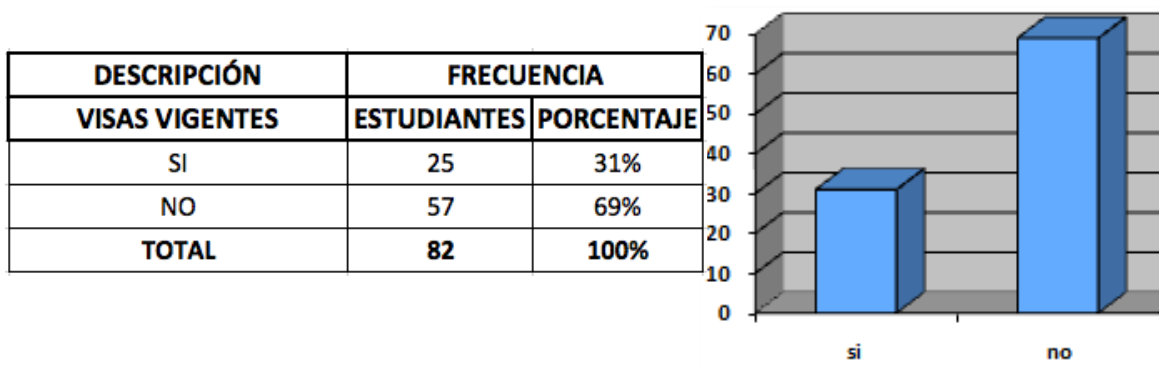 DESCRIPCIÓN FRECUENCIA
VISAS VIGENTES ESTUDIANTES PORCENTAJE
SI 25 31%
NO 57 69%
TOTAL 82 100%
70
60
50
40
30
20
10
0
si no